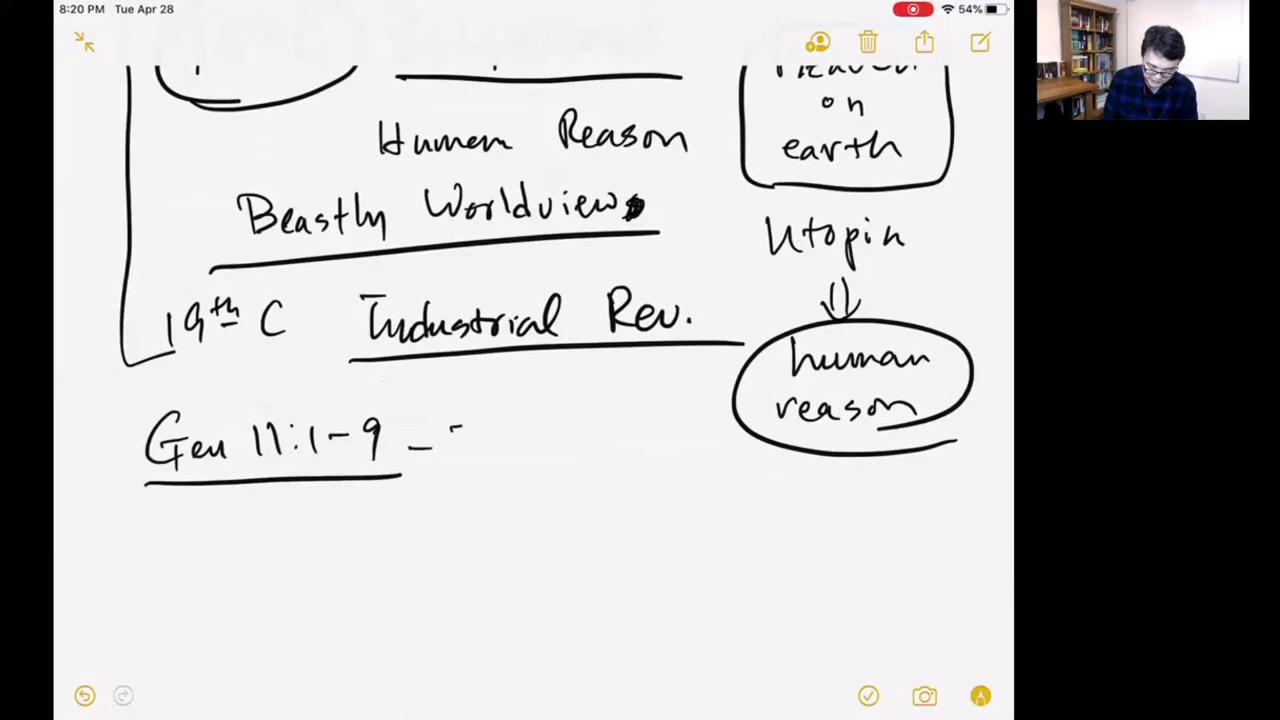 8:20 PM Tue Apr 28
54%
on
earth
Human Reason
Beastly Worldview
Utopia
19th C Industrial Rev.
human
reason
Gen 11:1-9 -